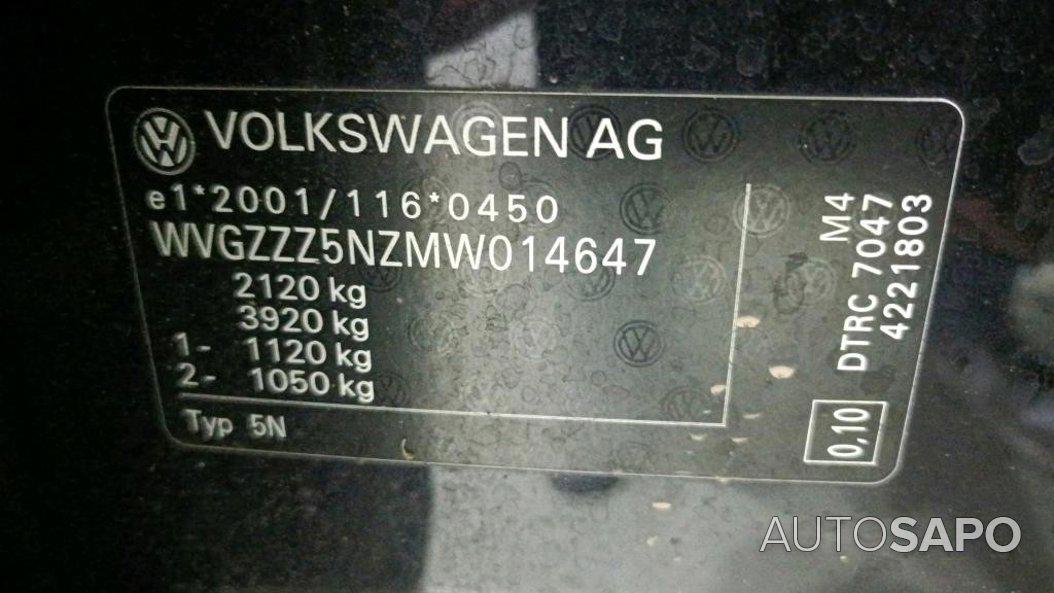 VOLKSWAGEN AG
e1*2001/116*0450
WVGZZZ5NZMW014647
2120 kg
3920 kg
1- 1120 kg
2- 1050 kg
Typ 5N
M4
DTRC 7047
4221803
0,10
AUTOSAPO